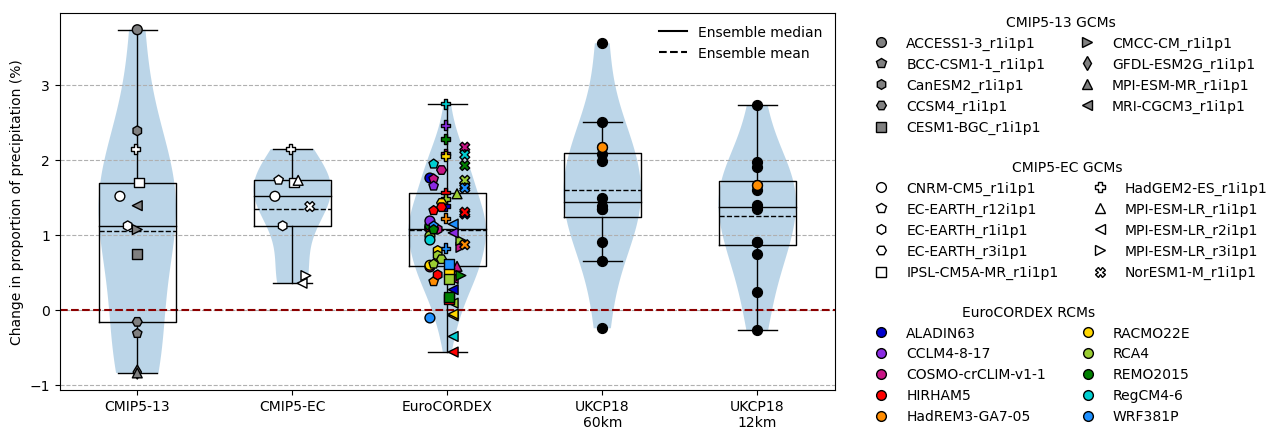 Change in proportion of precipitation (%)
3
2
1
0
−1
Ensemble median
Ensemble mean
CMIP5-13
CMIP5-EC
EuroCORDEX
UKCP18
60km
UKCP18
12km
CMIP5-13 GCMs
ACCESS1-3_r1i1p1
BCC-CSM1-1_r1i1p1
CanESM2_r1i1p1
CCSM4_r1i1p1
CESM1-BGC_r1i1p1
CMCC-CM_r1i1p1
GFDL-ESM2G_r1i1p1
MPI-ESM-MR_r1i1p1
MRI-CGCM3_r1i1p1
CMIP5-EC GCMs
CNRM-CM5_r1i1p1
EC-EARTH_r12i1p1
EC-EARTH_r1i1p1
EC-EARTH_r3i1p1
IPSL-CM5A-MR_r1i1p1
HadGEM2-ES_r1i1p1
MPI-ESM-LR_r1i1p1
MPI-ESM-LR_r2i1p1
MPI-ESM-LR_r3i1p1
NorESM1-M_r1i1p1
EuroCORDEX RCMs
ALADIN63
CCLM4-8-17
COSMO-crCLIM-v1-1
HIRHAM5
HadREM3-GA7-05
RACMO22E
RCA4
REMO2015
RegCM4-6
WRF381P